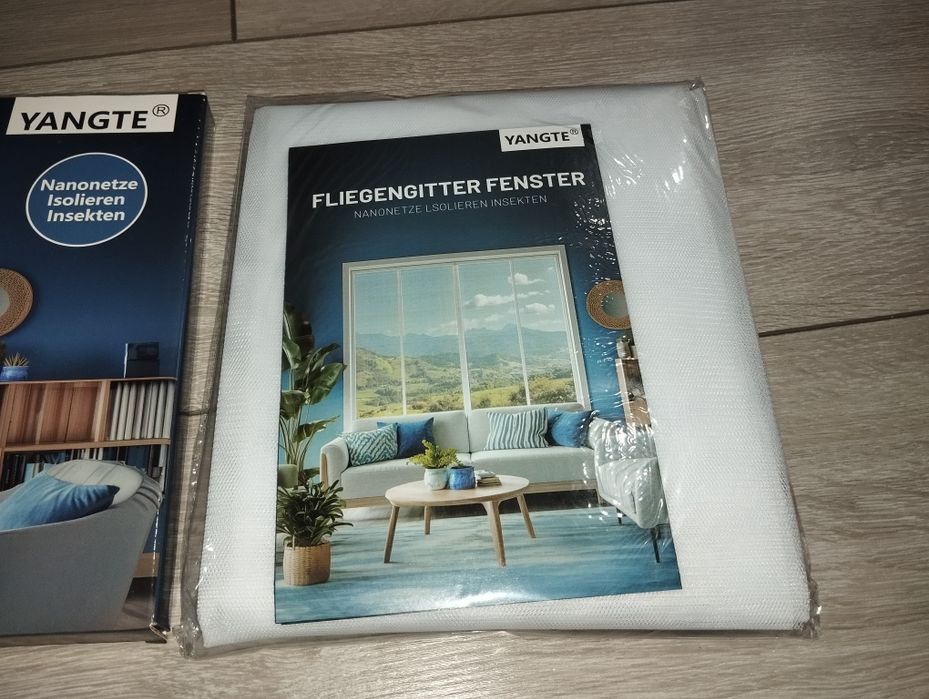 YANGTE®
Nanonetze
Isolieren
Insekten
YANGTE®
FLIEGENGITTER FENSTER
NANONETZE LSOLIEREN INSEKTEN